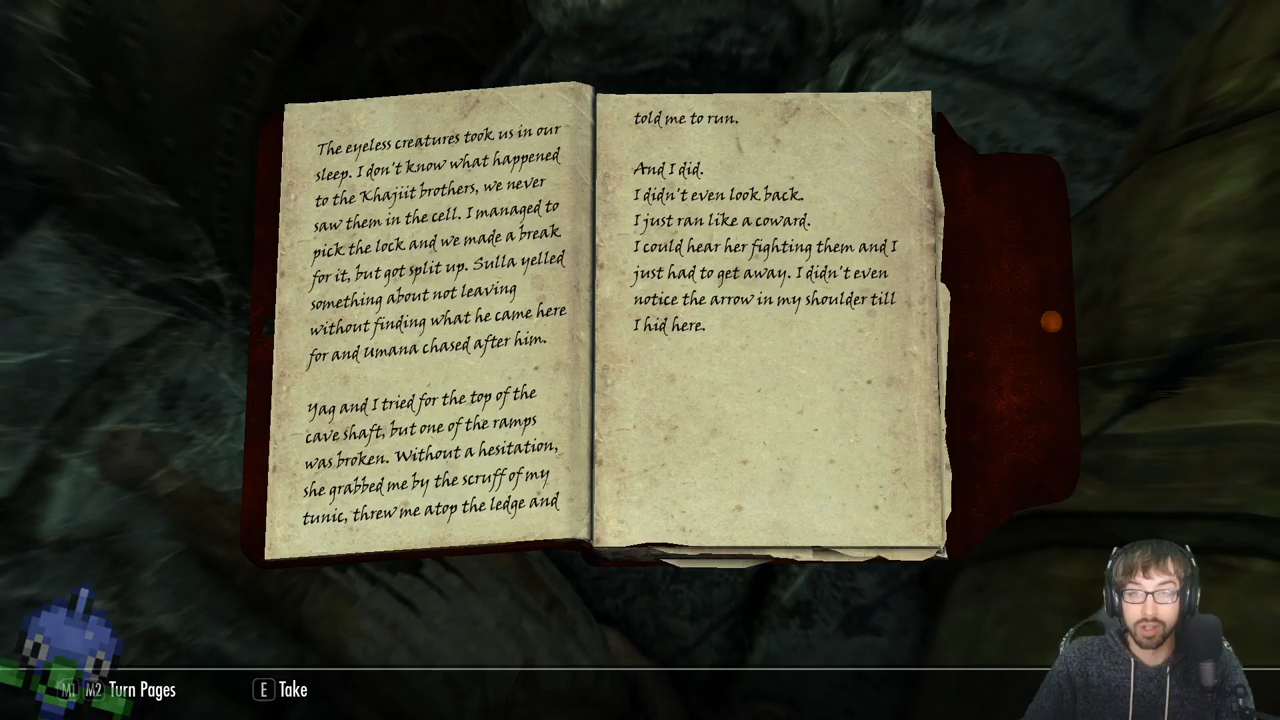 The eyeless creatures took us in our
sleep. I don't know what happened
to the Khajiit brothers, we never
saw them in the cell. I managed to
pick the lock and we made a break
for it, but got split up. Sulla yelled
something about not leaving
without finding what he came here
for and Umana chased after him.
Yag and I tried for the top of the
cave shaft, but one of the ramps
was broken. Without a hesitation,
she grabbed me by the scruff of my
tunic, threw me atop the ledge and
told me to run.
And I did.
I didn't even look back.
I just ran like a coward.
I could hear her fighting them and I
just had to get away. I didn't even
notice the arrow in my shoulder till
I hid here.
M1 M2 Turn Pages
E Take